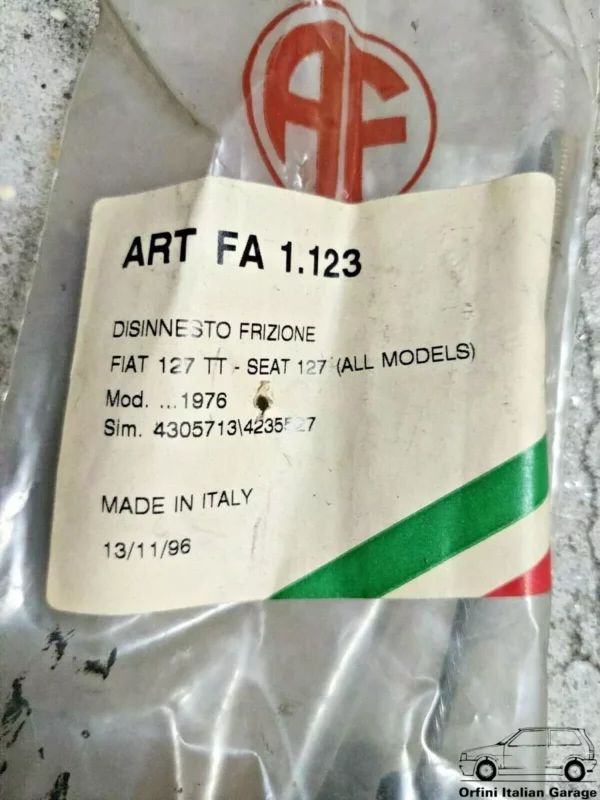 AF
ART FA 1.123
DISINNESTO FRIZIONE
FIAT 127 TT - SEAT 127 (ALL MODELS)
Mod. ...1976
Sim. 4305713\
MADE IN ITALY
13/11/96
Orfini Italian Garage